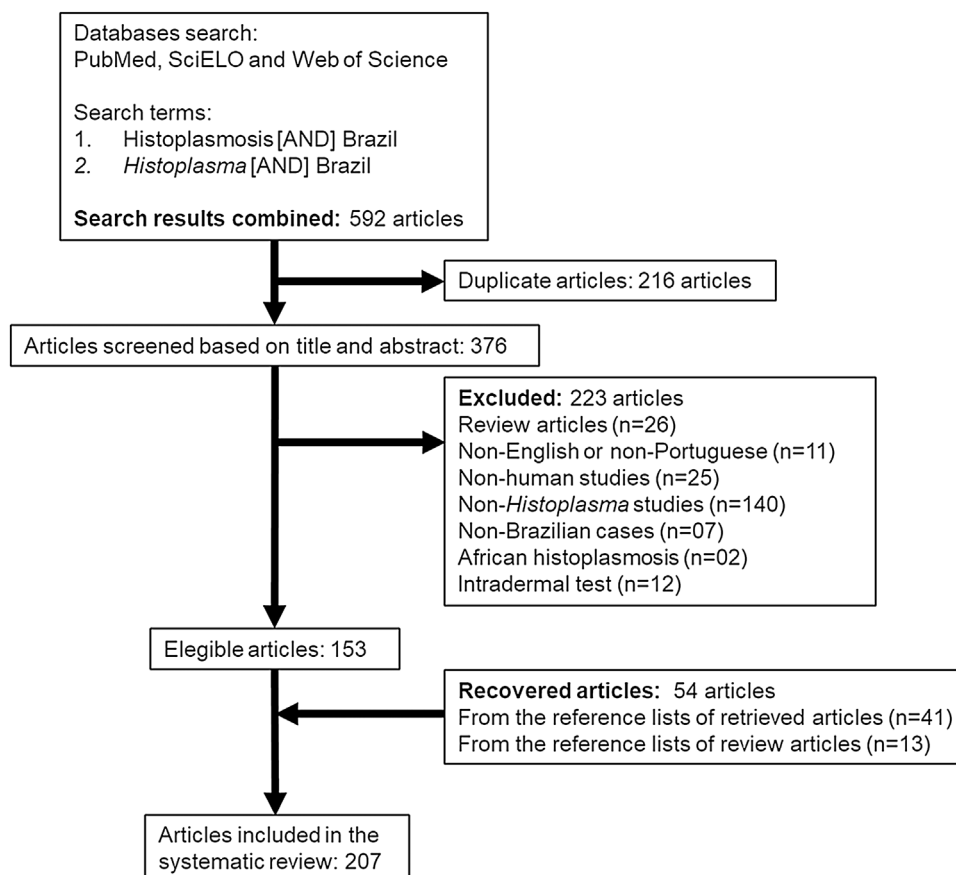 Databases search:
PubMed, SciELO and Web of Science
Search terms:
1. Histoplasmosis [AND] Brazil
2. Histoplasma [AND] Brazil
Search results combined: 592 articles
Duplicate articles: 216 articles
Articles screened based on title and abstract: 376
Excluded: 223 articles
Review articles (n=26)
Non-English or non-Portuguese (n=11)
Non-human studies (n=25)
Non-Histoplasma studies (n=140)
Non-Brazilian cases (n=07)
African histoplasmosis (n=02)
Intradermal test (n=12)
Elegible articles: 153
Recovered articles: 54 articles
From the reference lists of retrieved articles (n=41)
From the reference lists of review articles (n=13)
Articles included in the
systematic review: 207